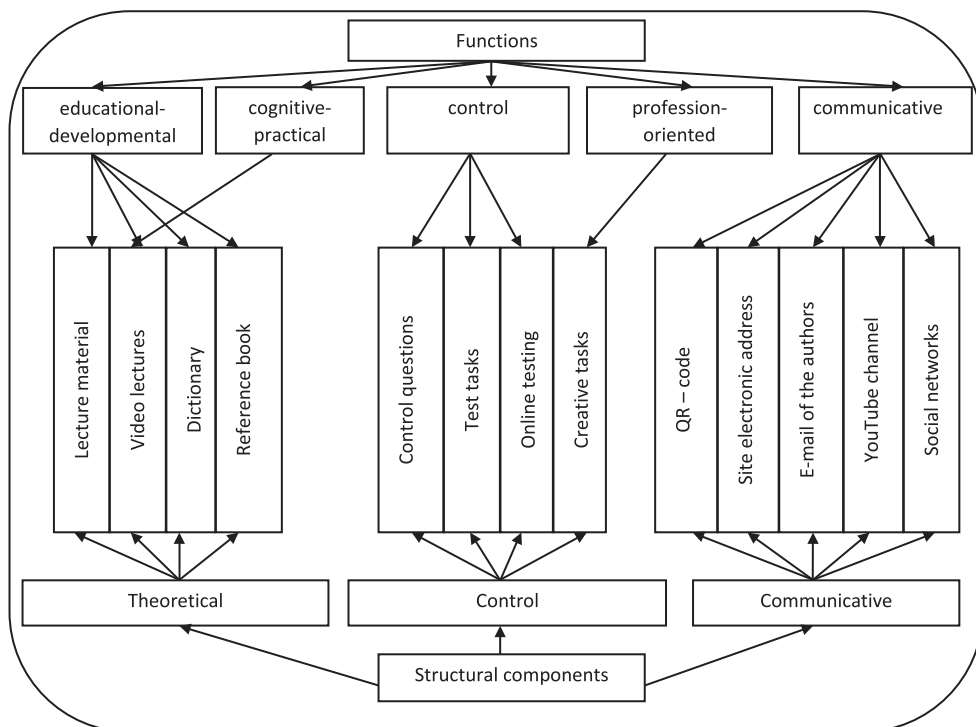 Functions
educational-
developmental
cognitive-
practical
control
profession-
oriented
communicative
Lecture material
Video lectures
Dictionary
Reference book
Control questions
Test tasks
Online testing
Creative tasks
QR – code
Site electronic address
E-mail of the authors
YouTube channel
Social networks
Theoretical
Control
Communicative
Structural components